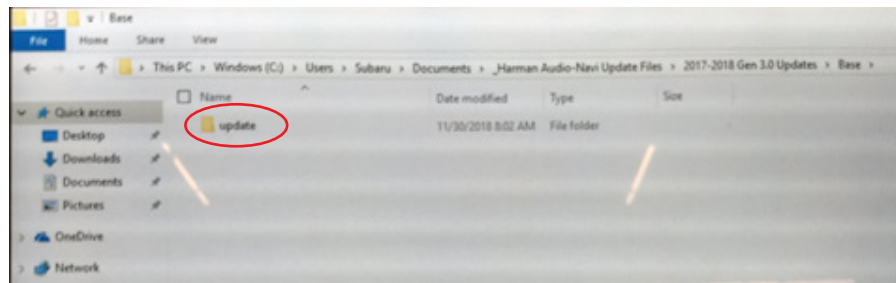 Base
File Home Share View
This PC > Windows (C:) > Users > Subaru > Documents > _Harman Audio-Navi Update Files > 2017-2018 Gen 3.0 Updates > Base >
Name Date modified Type Size
Quick access
update 11/30/2018 8:02 AM File folder
Desktop
Downloads
Documents
Pictures
OneDrive
Network